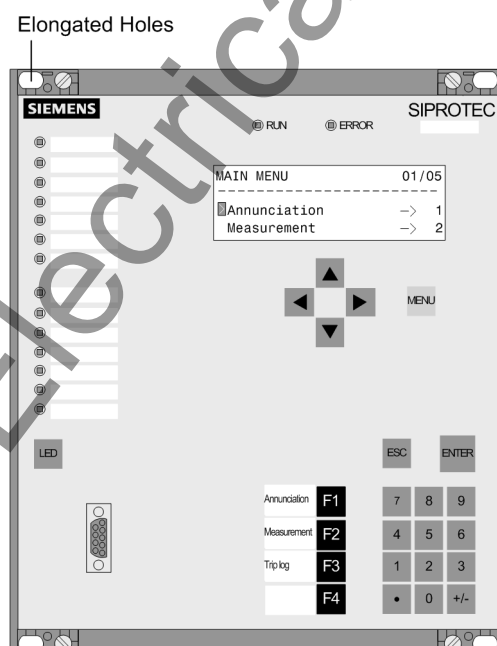 Elongated Holes
SIEMENS
SIPROTEC
RUN
ERROR
MAIN MENU 01/05
--------------------
>Annunciation –> 1
Measurement –> 2
MENU
LED
ESC
ENTER
Annunciation F1
7 8 9
Measurement F2
4 5 6
Trip log F3
1 2 3
F4
• 0 +/-
Electrica